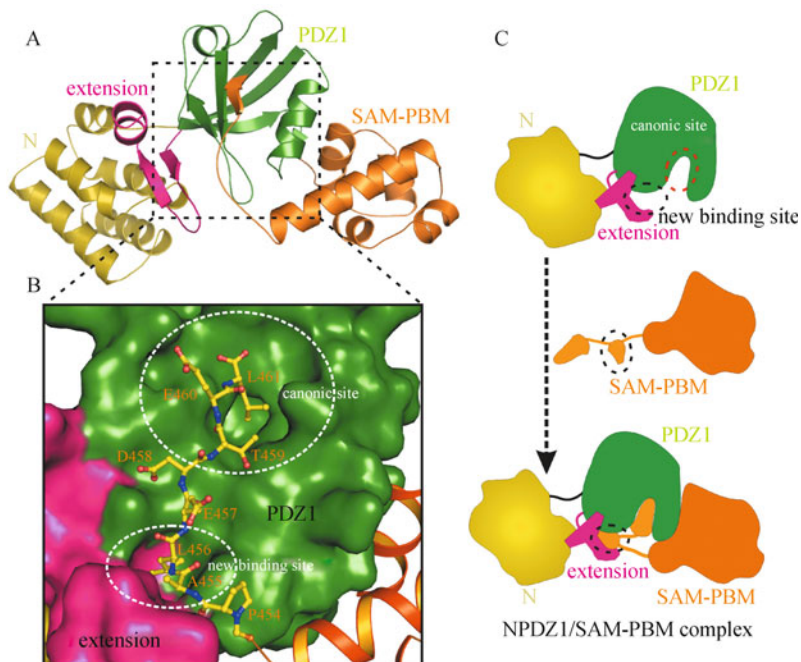 A
PDZ1
extension
N
SAM-PBM
B
L461
E460
canonic site
D458
T459
E457
PDZ1
L456
new binding site
A455
P454
extension
C
PDZ1
canonic site
new binding site
extension
N
SAM-PBM
PDZ1
extension
N
SAM-PBM
NPDZ1/SAM-PBM complex